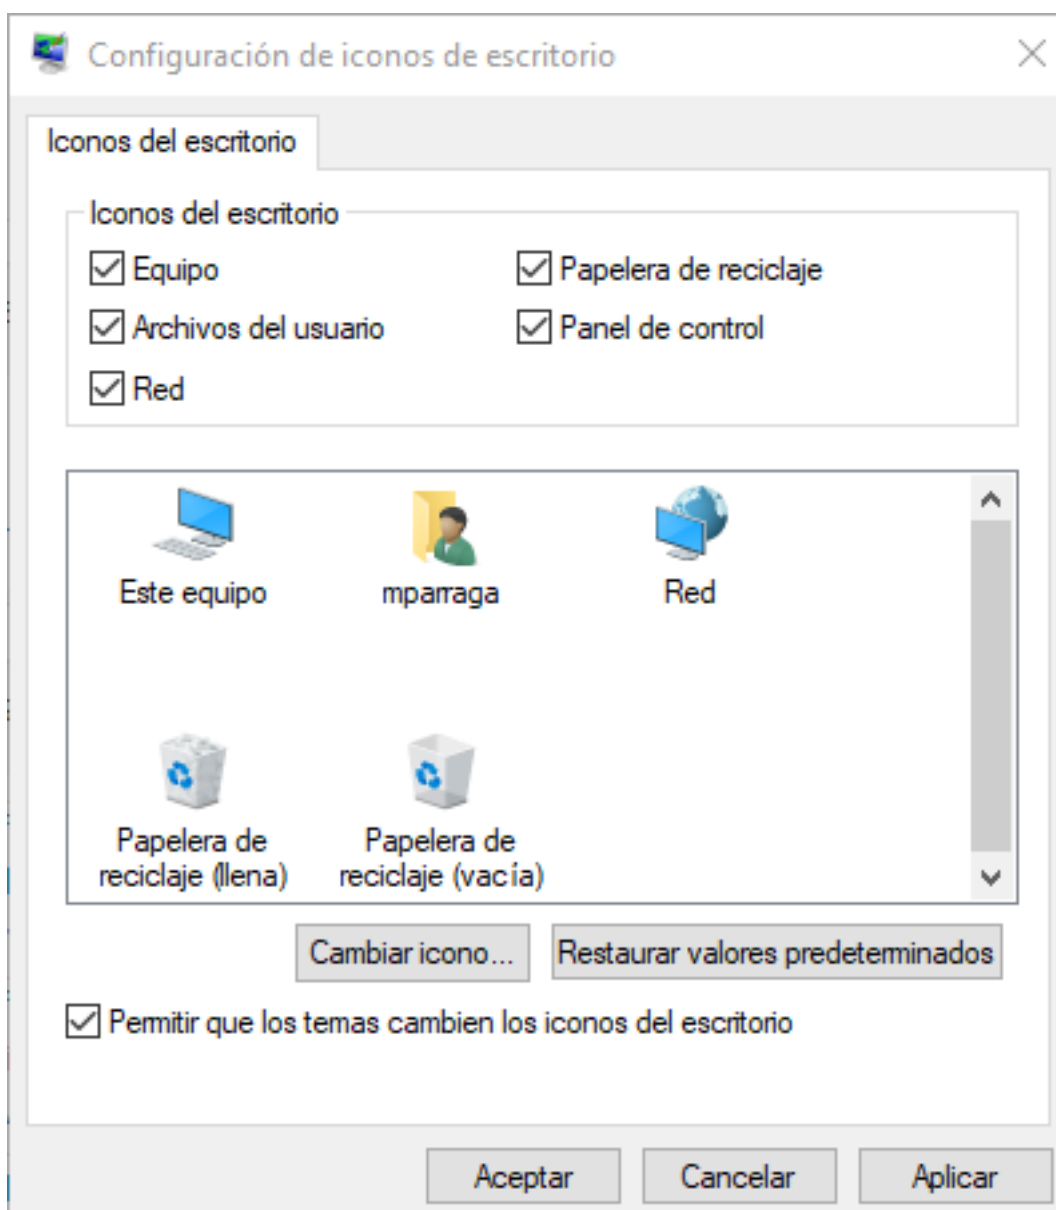 Configuración de iconos de escritorio
Iconos del escritorio
Iconos del escritorio
Equipo
Papelera de reciclaje
Archivos del usuario
Panel de control
Red
Este equipo
mparraga
Red
Papelera de
reciclaje (llena)
Papelera de
reciclaje (vacía)
Cambiar icono...
Restaurar valores predeterminados
Permitir que los temas cambien los iconos del escritorio
Aceptar
Cancelar
Aplicar